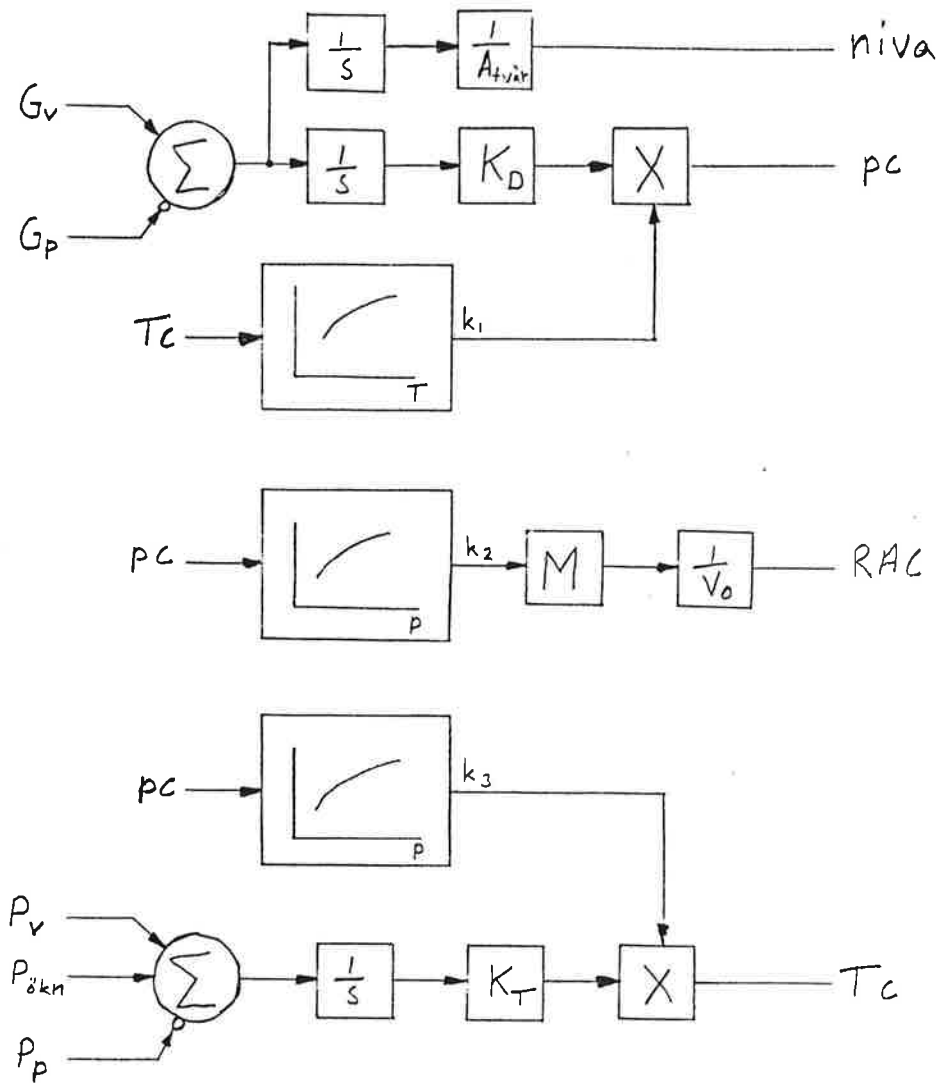 1/S
1/Atvär
niva
Gv
Σ
1/S
KD
X
pc
Gp
Tc
k1
T
pc
k2
M
1/V0
RAC
p
pc
k3
p
Pv
Pökn
Σ
1/S
KT
X
Tc
Pp